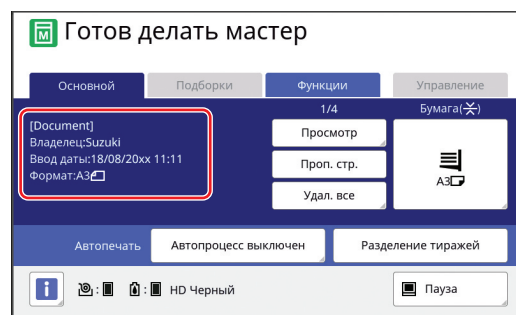 Готов делать мастер
Основной Подборки Функции Управление
1/4 Бумага( )
[Document]
Владелец:Suzuki
Ввод даты:18/08/20xx 11:11
Формат:A3
Просмотр
Проп. стр.
Удал. все
A3
Автопечать Автопроцесс выключен Разделение тиражей
i : : HD Черный Пауза